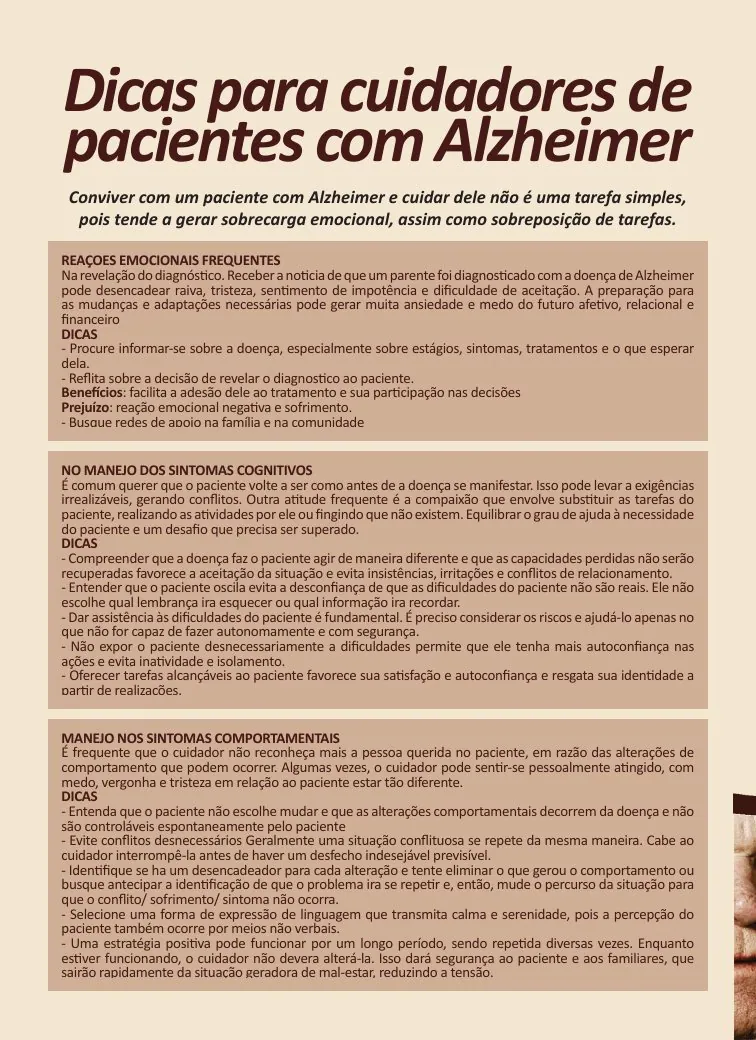 Dicas para cuidadores de
pacientes com Alzheimer
Conviver com um paciente com Alzheimer e cuidar dele não é uma tarefa simples,
pois tende a gerar sobrecarga emocional, assim como sobreposição de tarefas.
REAÇOES EMOCIONAIS FREQUENTES
Na revelação do diagnóstico. Receber a noticia de que um parente foi diagnosticado com a doença de Alzheimer
pode desencadear raiva, tristeza, sentimento de impotência e dificuldade de aceitação. A preparação para
as mudanças e adaptações necessárias pode gerar muita ansiedade e medo do futuro afetivo, relacional e
financeiro
DICAS
- Procure informar-se sobre a doença, especialmente sobre estágios, sintomas, tratamentos e o que esperar
dela.
- Reflita sobre a decisão de revelar o diagnostico ao paciente.
Benefícios: facilita a adesão dele ao tratamento e sua participação nas decisões
Prejuízo: reação emocional negativa e sofrimento.
- Busque redes de apoio na família e na comunidade
NO MANEJO DOS SINTOMAS COGNITIVOS
É comum querer que o paciente volte a ser como antes de a doença se manifestar. Isso pode levar a exigências
irrealizáveis, gerando conflitos. Outra atitude frequente é a compaixão que envolve substituir as tarefas do
paciente, realizando as atividades por ele ou fingindo que não existem. Equilibrar o grau de ajuda à necessidade
do paciente e um desafio que precisa ser superado.
DICAS
- Compreender que a doença faz o paciente agir de maneira diferente e que as capacidades perdidas não serão
recuperadas favorece a aceitação da situação e evita insistências, irritações e conflitos de relacionamento.
- Entender que o paciente oscila evita a desconfiança de que as dificuldades do paciente não são reais. Ele não
escolhe qual lembrança ira esquecer ou qual informação ira recordar.
- Dar assistência às dificuldades do paciente é fundamental. É preciso considerar os riscos e ajudá-lo apenas no
que não for capaz de fazer autonomamente e com segurança.
- Não expor o paciente desnecessariamente a dificuldades permite que ele tenha mais autoconfiança nas
ações e evita inatividade e isolamento.
- Oferecer tarefas alcançáveis ao paciente favorece sua satisfação e autoconfiança e resgata sua identidade a
partir de realizações.
MANEJO NOS SINTOMAS COMPORTAMENTAIS
É frequente que o cuidador não reconheça mais a pessoa querida no paciente, em razão das alterações de
comportamento que podem ocorrer. Algumas vezes, o cuidador pode sentir-se pessoalmente atingido, com
medo, vergonha e tristeza em relação ao paciente estar tão diferente.
DICAS
- Entenda que o paciente não escolhe mudar e que as alterações comportamentais decorrem da doença e não
são controláveis espontaneamente pelo paciente
- Evite conflitos desnecessários Geralmente uma situação conflituosa se repete da mesma maneira. Cabe ao
cuidador interrompê-la antes de haver um desfecho indesejável previsível.
- Identifique se ha um desencadeador para cada alteração e tente eliminar o que gerou o comportamento ou
busque antecipar a identificação de que o problema ira se repetir e, então, mude o percurso da situação para
que o conflito/ sofrimento/ sintoma não ocorra.
- Selecione uma forma de expressão de linguagem que transmita calma e serenidade, pois a percepção do
paciente também ocorre por meios não verbais.
- Uma estratégia positiva pode funcionar por um longo período, sendo repetida diversas vezes. Enquanto
estiver funcionando, o cuidador não devera alterá-la. Isso dará segurança ao paciente e aos familiares, que
sairão rapidamente da situação geradora de mal-estar, reduzindo a tensão.